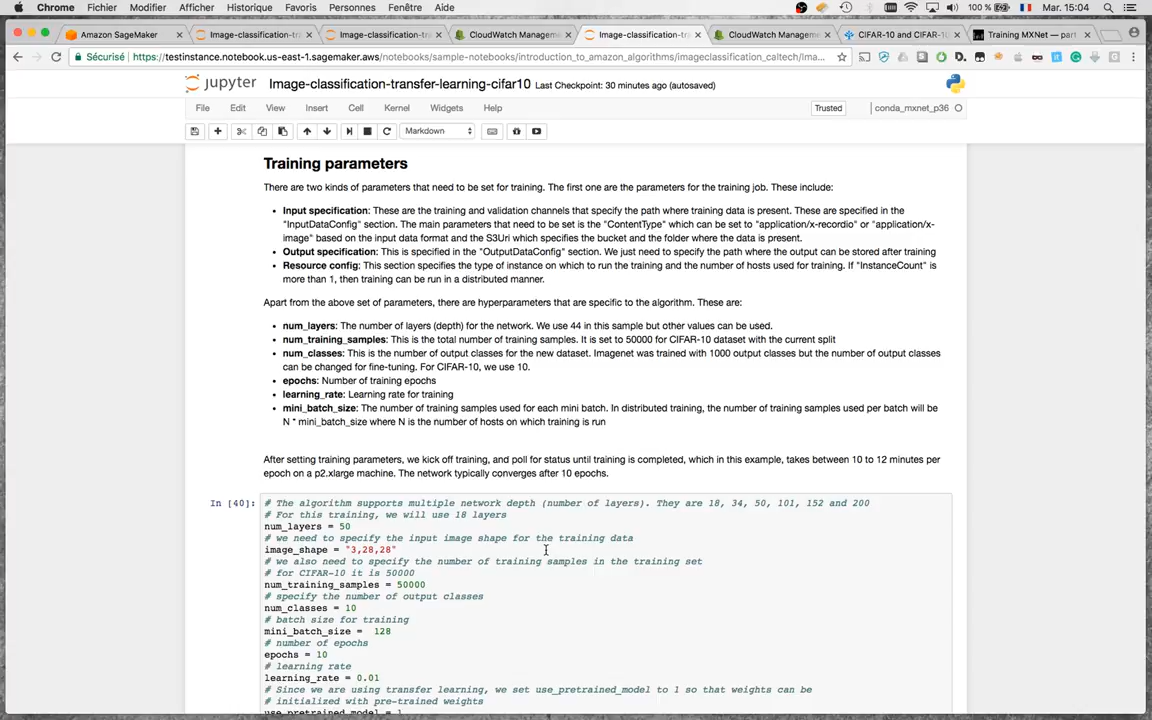 Chrome Fichier Modifier Afficher Historique Favoris Personnes Fenêtre Aide 100 % Mar. 15:04
Amazon SageMaker × Image-classification-tr × Image-classification-tr × CloudWatch Manageme × Image-classification-tr × CloudWatch Manageme × CIFAR-10 and CIFAR-10 × Training MXNet — part ×
Sécurisé https://testinstance.notebook.us-east-1.sagemaker.aws/notebooks/sample-notebooks/introduction_to_amazon_algorithms/imageclassification_caltech/Ima...
jupyter Image-classification-transfer-learning-cifar10 Last Checkpoint: 30 minutes ago (autosaved)
File Edit View Insert Cell Kernel Widgets Help Trusted conda_mxnet_p36
Markdown
Training parameters
There are two kinds of parameters that need to be set for training. The first one are the parameters for the training job. These include:
• Input specification: These are the training and validation channels that specify the path where training data is present. These are specified in the
"InputDataConfig" section. The main parameters that need to be set is the "ContentType" which can be set to "application/x-recordio" or "application/x-
image" based on the input data format and the S3Uri which specifies the bucket and the folder where the data is present.
• Output specification: This is specified in the "OutputDataConfig" section. We just need to specify the path where the output can be stored after training
• Resource config: This section specifies the type of instance on which to run the training and the number of hosts used for training. If "InstanceCount" is
more than 1, then training can be run in a distributed manner.
Apart from the above set of parameters, there are hyperparameters that are specific to the algorithm. These are:
• num_layers: The number of layers (depth) for the network. We use 44 in this sample but other values can be used.
• num_training_samples: This is the total number of training samples. It is set to 50000 for CIFAR-10 dataset with the current split
• num_classes: This is the number of output classes for the new dataset. Imagenet was trained with 1000 output classes but the number of output classes
can be changed for fine-tuning. For CIFAR-10, we use 10.
• epochs: Number of training epochs
• learning_rate: Learning rate for training
• mini_batch_size: The number of training samples used for each mini batch. In distributed training, the number of training samples used per batch will be
N * mini_batch_size where N is the number of hosts on which training is run
After setting training parameters, we kick off training, and poll for status until training is completed, which in this example, takes between 10 to 12 minutes per
epoch on a p2.xlarge machine. The network typically converges after 10 epochs.
In [40]: # The algorithm supports multiple network depth (number of layers). They are 18, 34, 50, 101, 152 and 200
# For this training, we will use 18 layers
num_layers = 50
# we need to specify the input image shape for the training data
image_shape = "3,28,28"
# we also need to specify the number of training samples in the training set
# for CIFAR-10 it is 50000
num_training_samples = 50000
# specify the number of output classes
num_classes = 10
# batch size for training
mini_batch_size = 128
# number of epochs
epochs = 10
# learning rate
learning_rate = 0.01
# Since we are using transfer learning, we set use_pretrained_model to 1 so that weights can be
# initialized with pre-trained weights
use_pretrained_model = 1